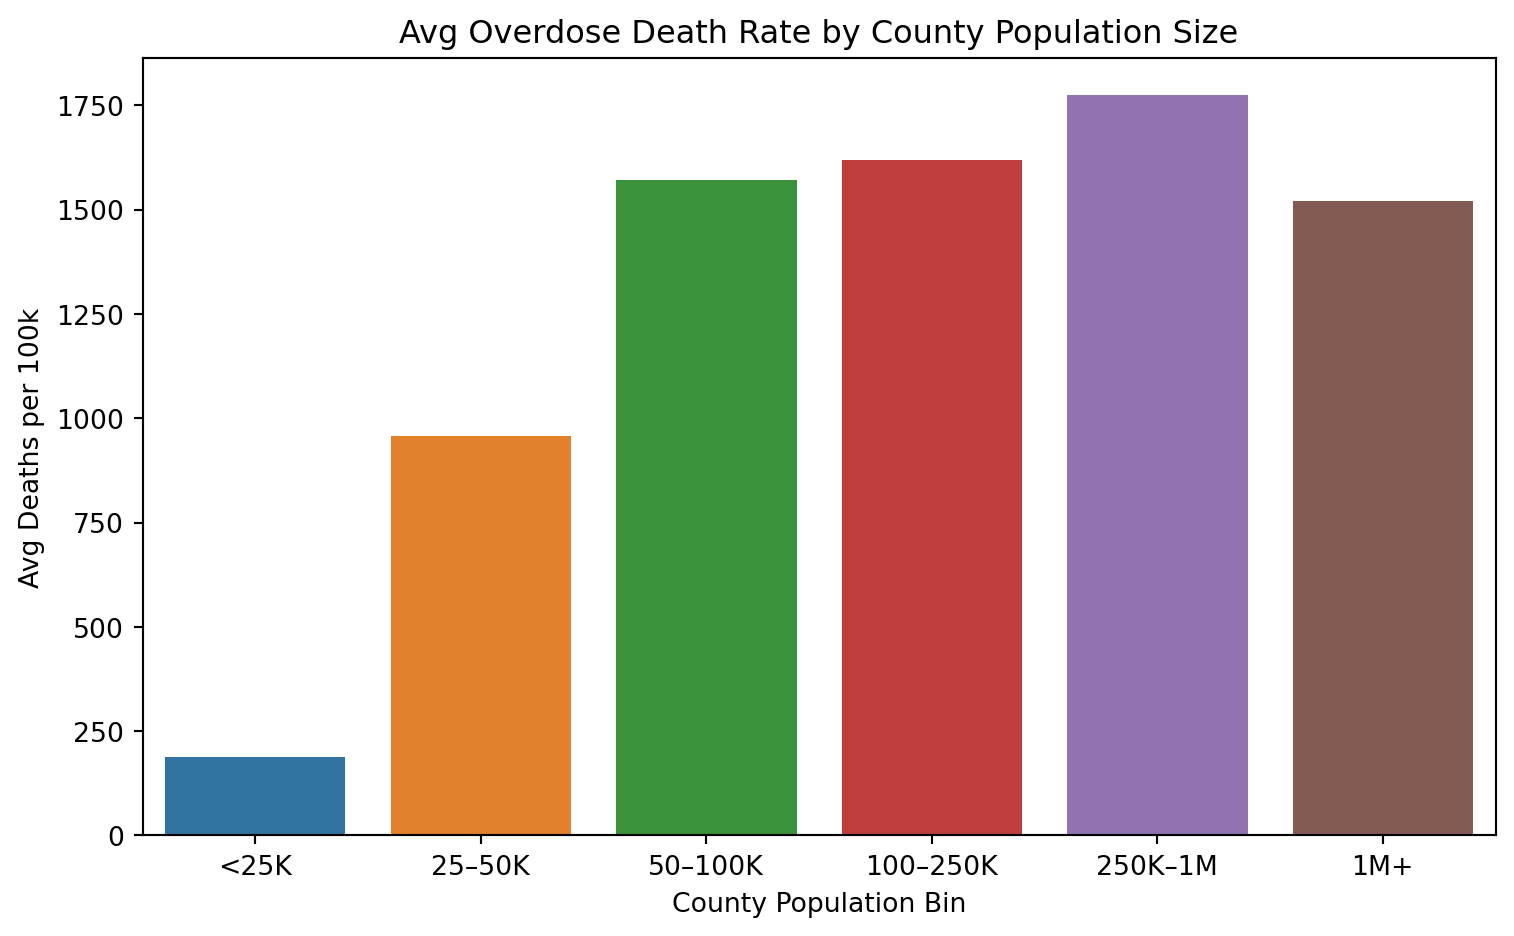 Avg Overdose Death Rate by County Population Size
Avg Deaths per 100k
1750
1500
1250
1000
750
500
250
0
<25K
25–50K
50–100K
100–250K
250K–1M
1M+
County Population Bin